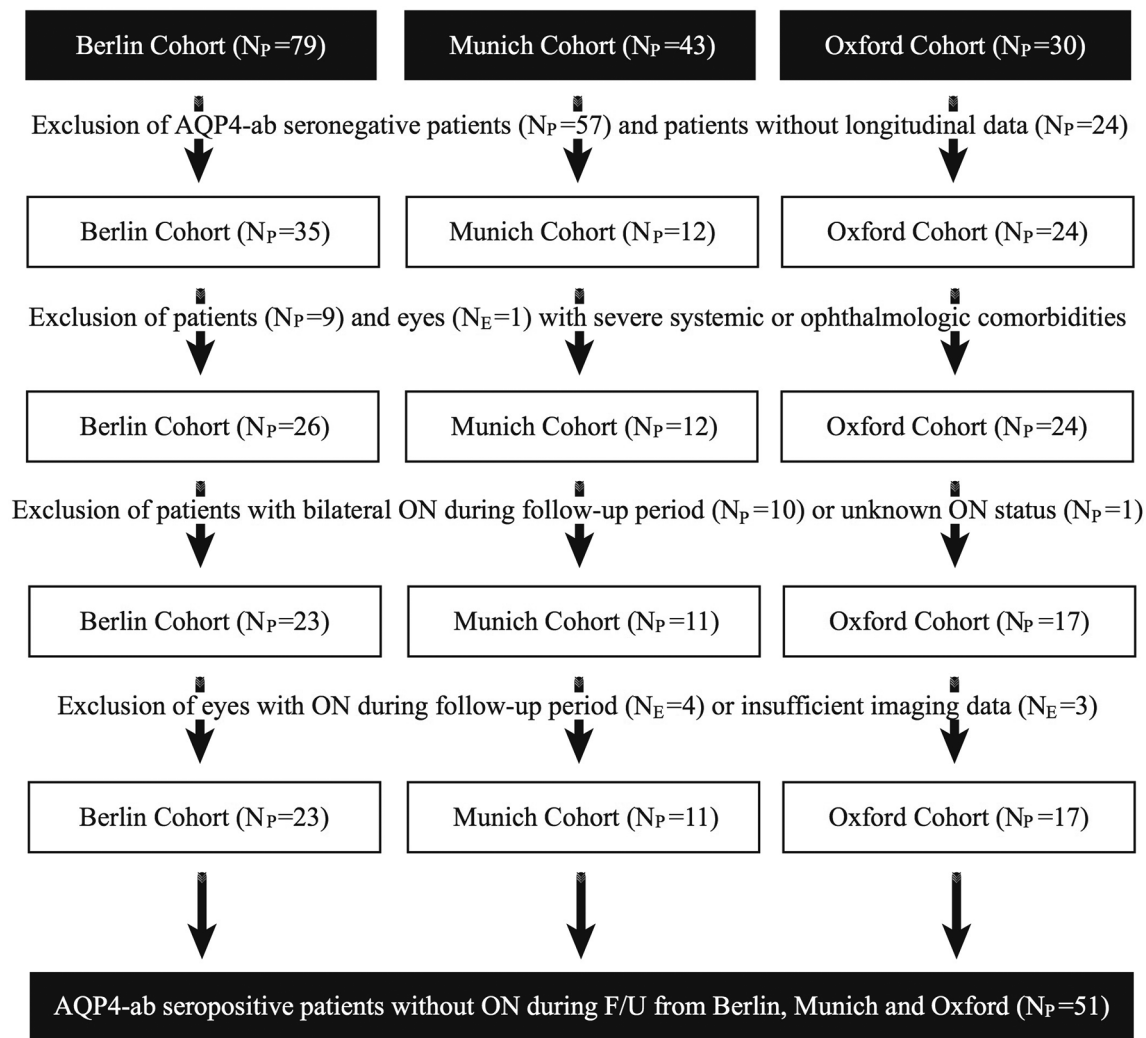 Berlin Cohort (NP=79) Munich Cohort (NP=43) Oxford Cohort (NP=30)
Exclusion of AQP4-ab seronegative patients (NP=57) and patients without longitudinal data (NP=24)
Berlin Cohort (NP=35) Munich Cohort (NP=12) Oxford Cohort (NP=24)
Exclusion of patients (NP=9) and eyes (NE=1) with severe systemic or ophthalmologic comorbidities
Berlin Cohort (NP=26) Munich Cohort (NP=12) Oxford Cohort (NP=24)
Exclusion of patients with bilateral ON during follow-up period (NP=10) or unknown ON status (NP=1)
Berlin Cohort (NP=23) Munich Cohort (NP=11) Oxford Cohort (NP=17)
Exclusion of eyes with ON during follow-up period (NE=4) or insufficient imaging data (NE=3)
Berlin Cohort (NP=23) Munich Cohort (NP=11) Oxford Cohort (NP=17)
AQP4-ab seropositive patients without ON during F/U from Berlin, Munich and Oxford (NP=51)